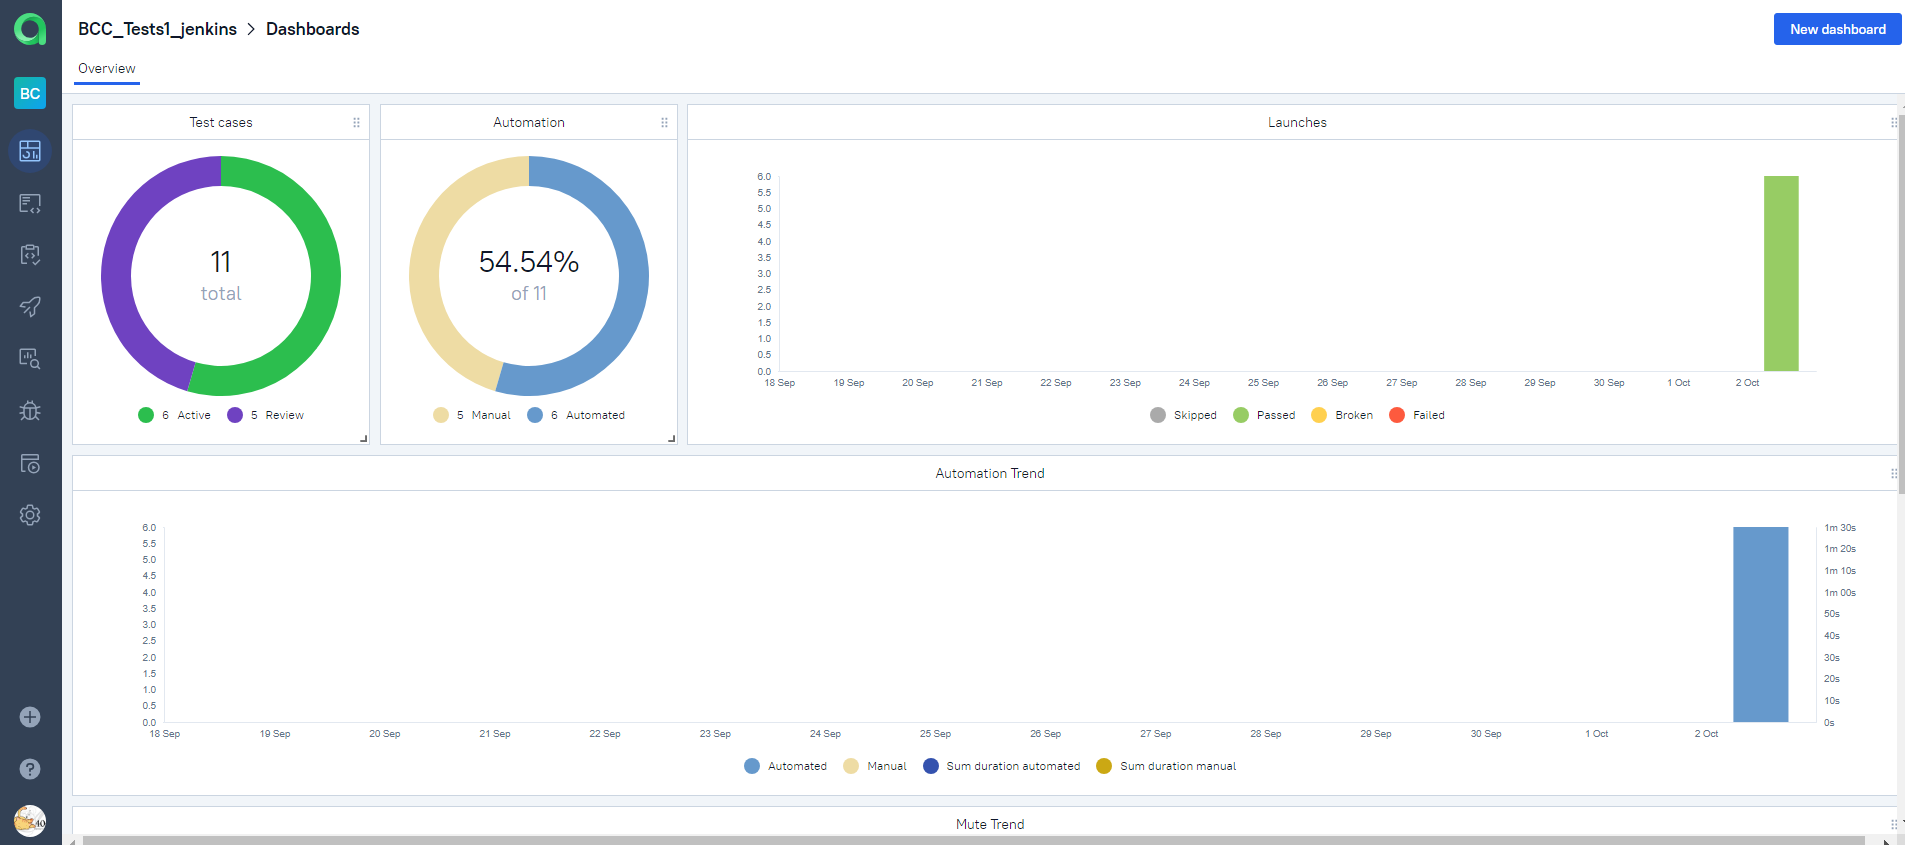 BCC_Tests1_jenkins > Dashboards
New dashboard
Overview
BC
Test cases
11
total
6 Active 5 Review
Automation
54.54%
of 11
5 Manual 6 Automated
Launches
6.0
5.5
5.0
4.5
4.0
3.5
3.0
2.5
2.0
1.5
1.0
0.5
0.0
18 Sep 19 Sep 20 Sep 21 Sep 22 Sep 23 Sep 24 Sep 25 Sep 26 Sep 27 Sep 28 Sep 29 Sep 30 Sep 1 Oct 2 Oct
Skipped Passed Broken Failed
Automation Trend
6.0
5.5
5.0
4.5
4.0
3.5
3.0
2.5
2.0
1.5
1.0
0.5
0.0
1m 30s
1m 20s
1m 10s
1m 00s
50s
40s
30s
20s
10s
0s
18 Sep 19 Sep 20 Sep 21 Sep 22 Sep 23 Sep 24 Sep 25 Sep 26 Sep 27 Sep 28 Sep 29 Sep 30 Sep 1 Oct 2 Oct
Automated Manual Sum duration automated Sum duration manual
Mute Trend